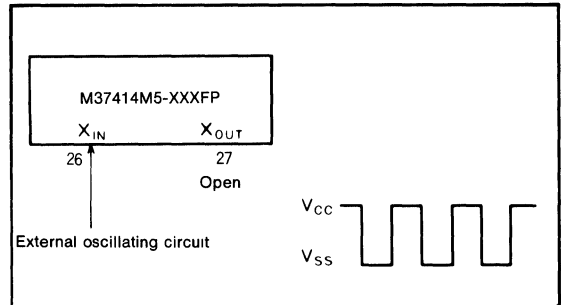 M37414M5-XXXFP
XIN XOUT
26 27
Open
External oscillating circuit
VCC
VSS